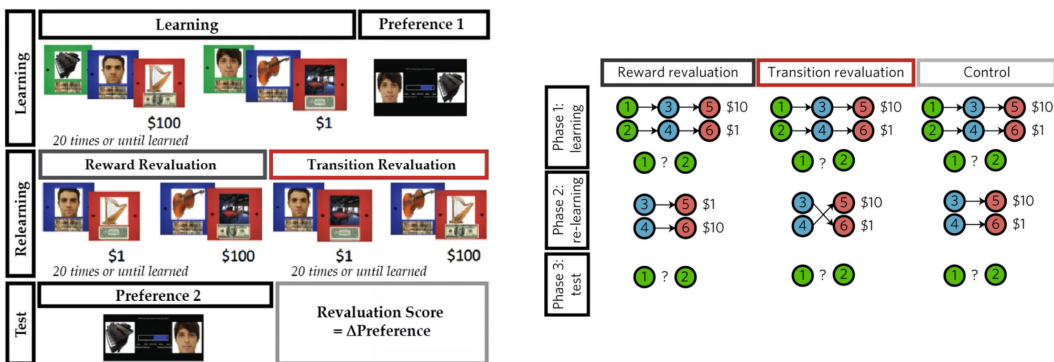 Learning
Preference 1
Learning
$100
$1
20 times or until learned
Reward Revaluation
Transition Revaluation
Relearning
$1
$100
$1
$100
20 times or until learned
20 times or until learned
Preference 2
Test
Revaluation Score
= ΔPreference
Reward revaluation
Transition revaluation
Control
Phase 1:
learning
1 3 5 $10
2 4 6 $1
1 ? 2
1 3 5 $10
2 4 6 $1
1 ? 2
1 3 5 $10
2 4 6 $1
1 ? 2
Phase 2:
re-learning
3 5 $1
4 6 $10
3 5 $10
4 6 $1
3 5 $10
4 6 $1
Phase 3:
test
1 ? 2
1 ? 2
1 ? 2